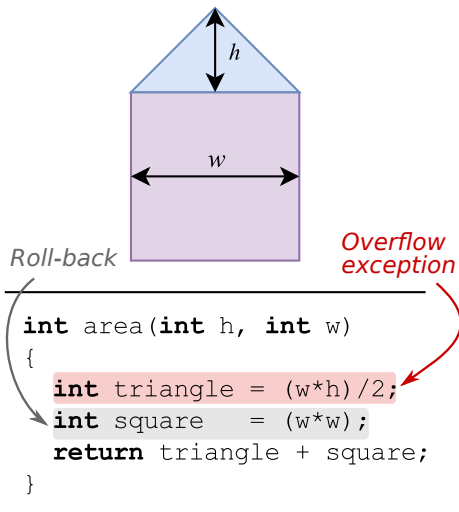 h
w
Roll-back
Overflow
exception
int area(int h, int w)
{
int triangle = (w*h)/2;
int square   = (w*w);
return triangle + square;
}